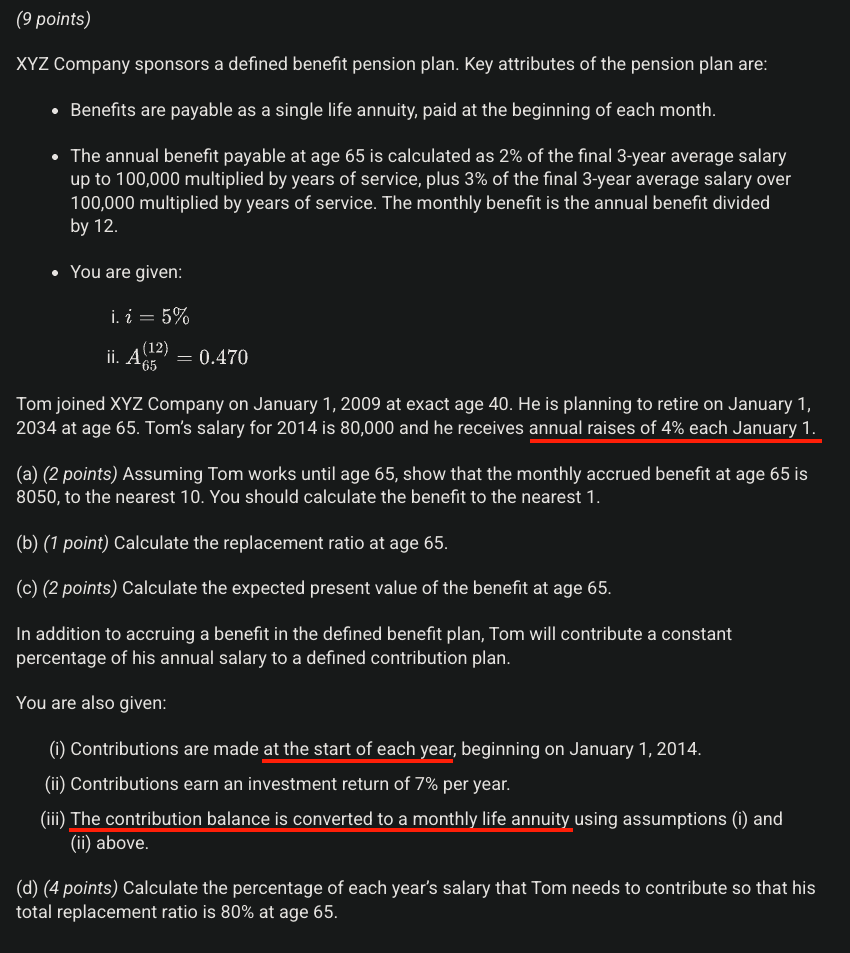 (9 points)
XYZ Company sponsors a defined benefit pension plan. Key attributes of the pension plan are:
• Benefits are payable as a single life annuity, paid at the beginning of each month.
• The annual benefit payable at age 65 is calculated as 2% of the final 3-year average salary
up to 100,000 multiplied by years of service, plus 3% of the final 3-year average salary over
100,000 multiplied by years of service. The monthly benefit is the annual benefit divided
by 12.
• You are given:
i. i = 5%
ii. A_{65}^{(12)} = 0.470
Tom joined XYZ Company on January 1, 2009 at exact age 40. He is planning to retire on January 1,
2034 at age 65. Tom's salary for 2014 is 80,000 and he receives annual raises of 4% each January 1.
(a) (2 points) Assuming Tom works until age 65, show that the monthly accrued benefit at age 65 is
8050, to the nearest 10. You should calculate the benefit to the nearest 1.
(b) (1 point) Calculate the replacement ratio at age 65.
(c) (2 points) Calculate the expected present value of the benefit at age 65.
In addition to accruing a benefit in the defined benefit plan, Tom will contribute a constant
percentage of his annual salary to a defined contribution plan.
You are also given:
(i) Contributions are made at the start of each year, beginning on January 1, 2014.
(ii) Contributions earn an investment return of 7% per year.
(iii) The contribution balance is converted to a monthly life annuity using assumptions (i) and
(ii) above.
(d) (4 points) Calculate the percentage of each year's salary that Tom needs to contribute so that his
total replacement ratio is 80% at age 65.